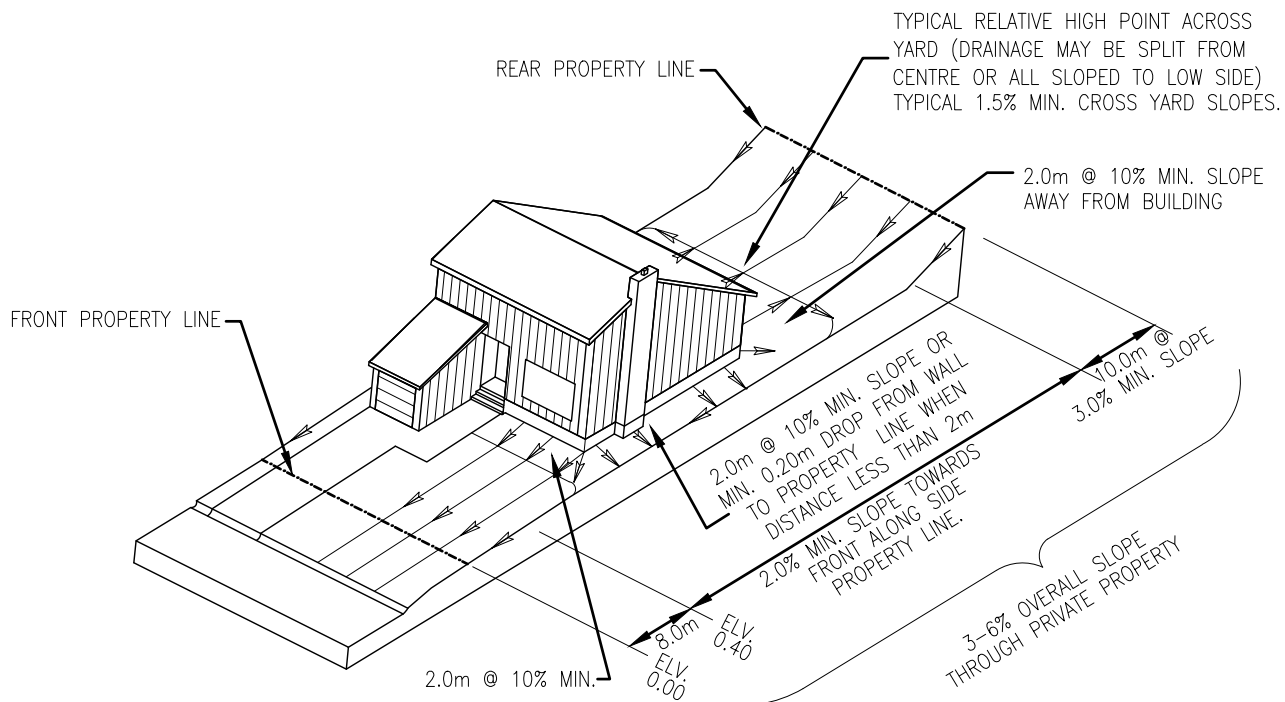 TYPICAL RELATIVE HIGH POINT ACROSS
YARD (DRAINAGE MAY BE SPLIT FROM
CENTRE OR ALL SLOPED TO LOW SIDE)
TYPICAL 1.5% MIN. CROSS YARD SLOPES.
REAR PROPERTY LINE
2.0m @ 10% MIN. SLOPE
AWAY FROM BUILDING
FRONT PROPERTY LINE
10.0m @
3.0% MIN. SLOPE
2.0m @ 10% MIN. SLOPE OR
MIN. 0.20m DROP FROM WALL
TO PROPERTY LINE WHEN
DISTANCE LESS THAN 2m
2.0% MIN. SLOPE TOWARDS
FRONT ALONG SIDE
PROPERTY LINE.
3-6% OVERALL SLOPE
THROUGH PRIVATE PROPERTY
8.0m
ELV.
0.40
ELV.
0.00
2.0m @ 10% MIN.